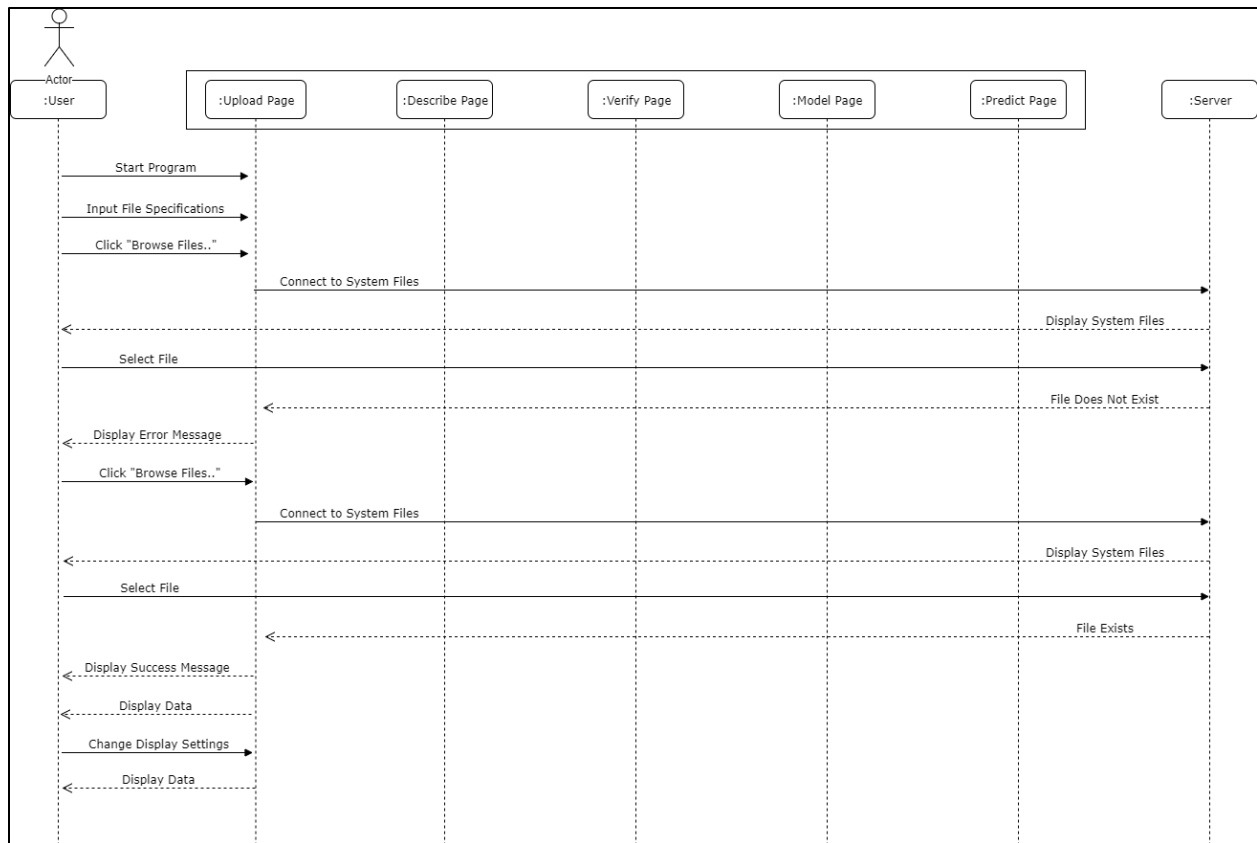 Actor
:User
:Upload Page
:Describe Page
:Verify Page
:Model Page
:Predict Page
:Server
Start Program
Input File Specifications
Click "Browse Files.."
Connect to System Files
Display System Files
Select File
File Does Not Exist
Display Error Message
Click "Browse Files.."
Connect to System Files
Display System Files
Select File
File Exists
Display Success Message
Display Data
Change Display Settings
Display Data